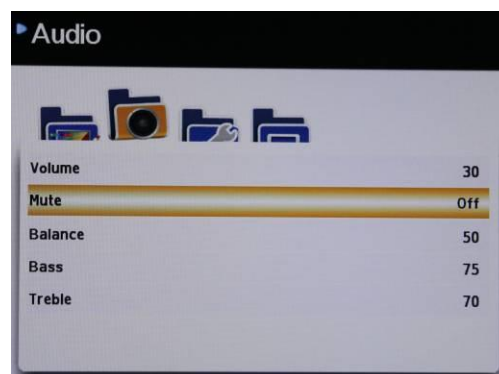 Audio
Volume 30
Mute Off
Balance 50
Bass 75
Treble 70